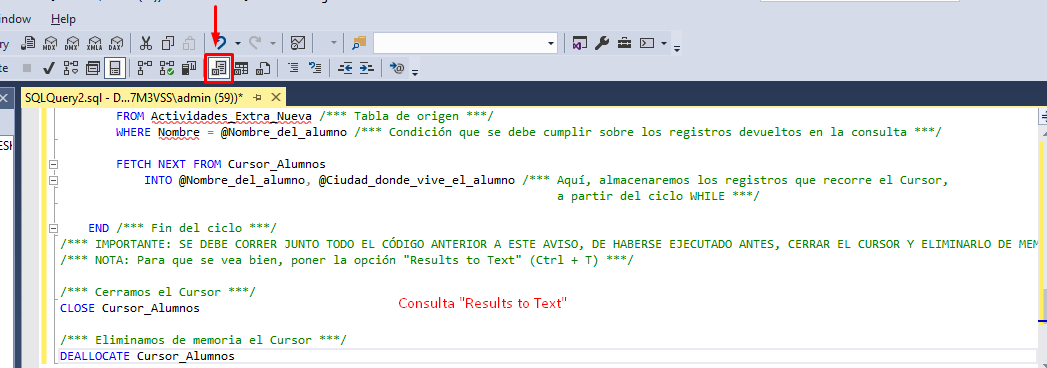 indow Help
ry MDX DMX XMLA DAX
te
SQLQuery2.sql - D...7M3VSS\admin (59))*
FROM Actividades_Extra_Nueva /*** Tabla de origen ***/
WHERE Nombre = @Nombre_del_alumno /*** Condición que se debe cumplir sobre los registros devueltos en la consulta ***/
FETCH NEXT FROM Cursor_Alumnos
INTO @Nombre_del_alumno, @Ciudad_donde_vive_el_alumno /*** Aquí, almacenaremos los registros que recorre el Cursor,
a partir del ciclo WHILE ***/
END /*** Fin del ciclo ***/
/*** IMPORTANTE: SE DEBE CORRER JUNTO TODO EL CÓDIGO ANTERIOR A ESTE AVISO, DE HABERSE EJECUTADO ANTES, CERRAR EL CURSOR Y ELIMINARLO DE MEM
/*** NOTA: Para que se vea bien, poner la opción "Results to Text" (Ctrl + T) ***/
/*** Cerramos el Cursor ***/
Consulta "Results to Text"
CLOSE Cursor_Alumnos
/*** Eliminamos de memoria el Cursor ***/
DEALLOCATE Cursor_Alumnos